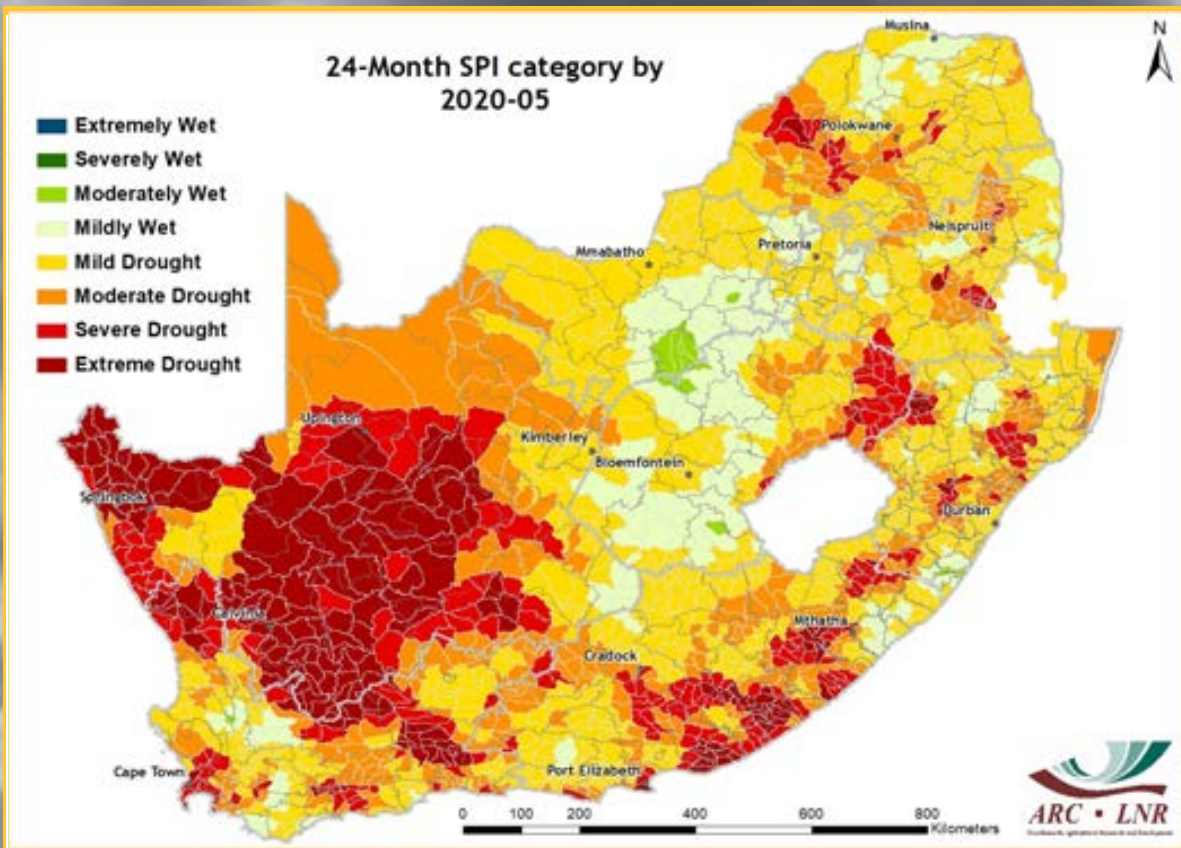 24-Month SPI category by
2020-05
N
Extremely Wet
Severely Wet
Moderately Wet
Mildly Wet
Mild Drought
Moderate Drought
Severe Drought
Extreme Drought
Musina
Polokwane
Nelspruit
Mmabatho
Pretoria
Upington
Kimberley
Bloemfontein
Springbok
Durban
Calvinia
Mthatha
Cradock
Cape Town
Port Elizabeth
0 100 200 400 600 800
Kilometers
ARC • LNR